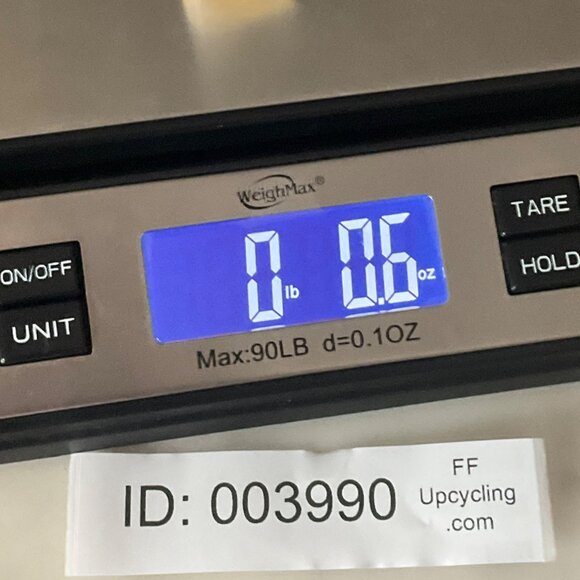 WeighMax®
TARE
ON/OFF
0 lb 0.6 oz
HOLD
UNIT
Max:90LB d=0.1OZ
ID: 003990
FF
Upcycling
.com